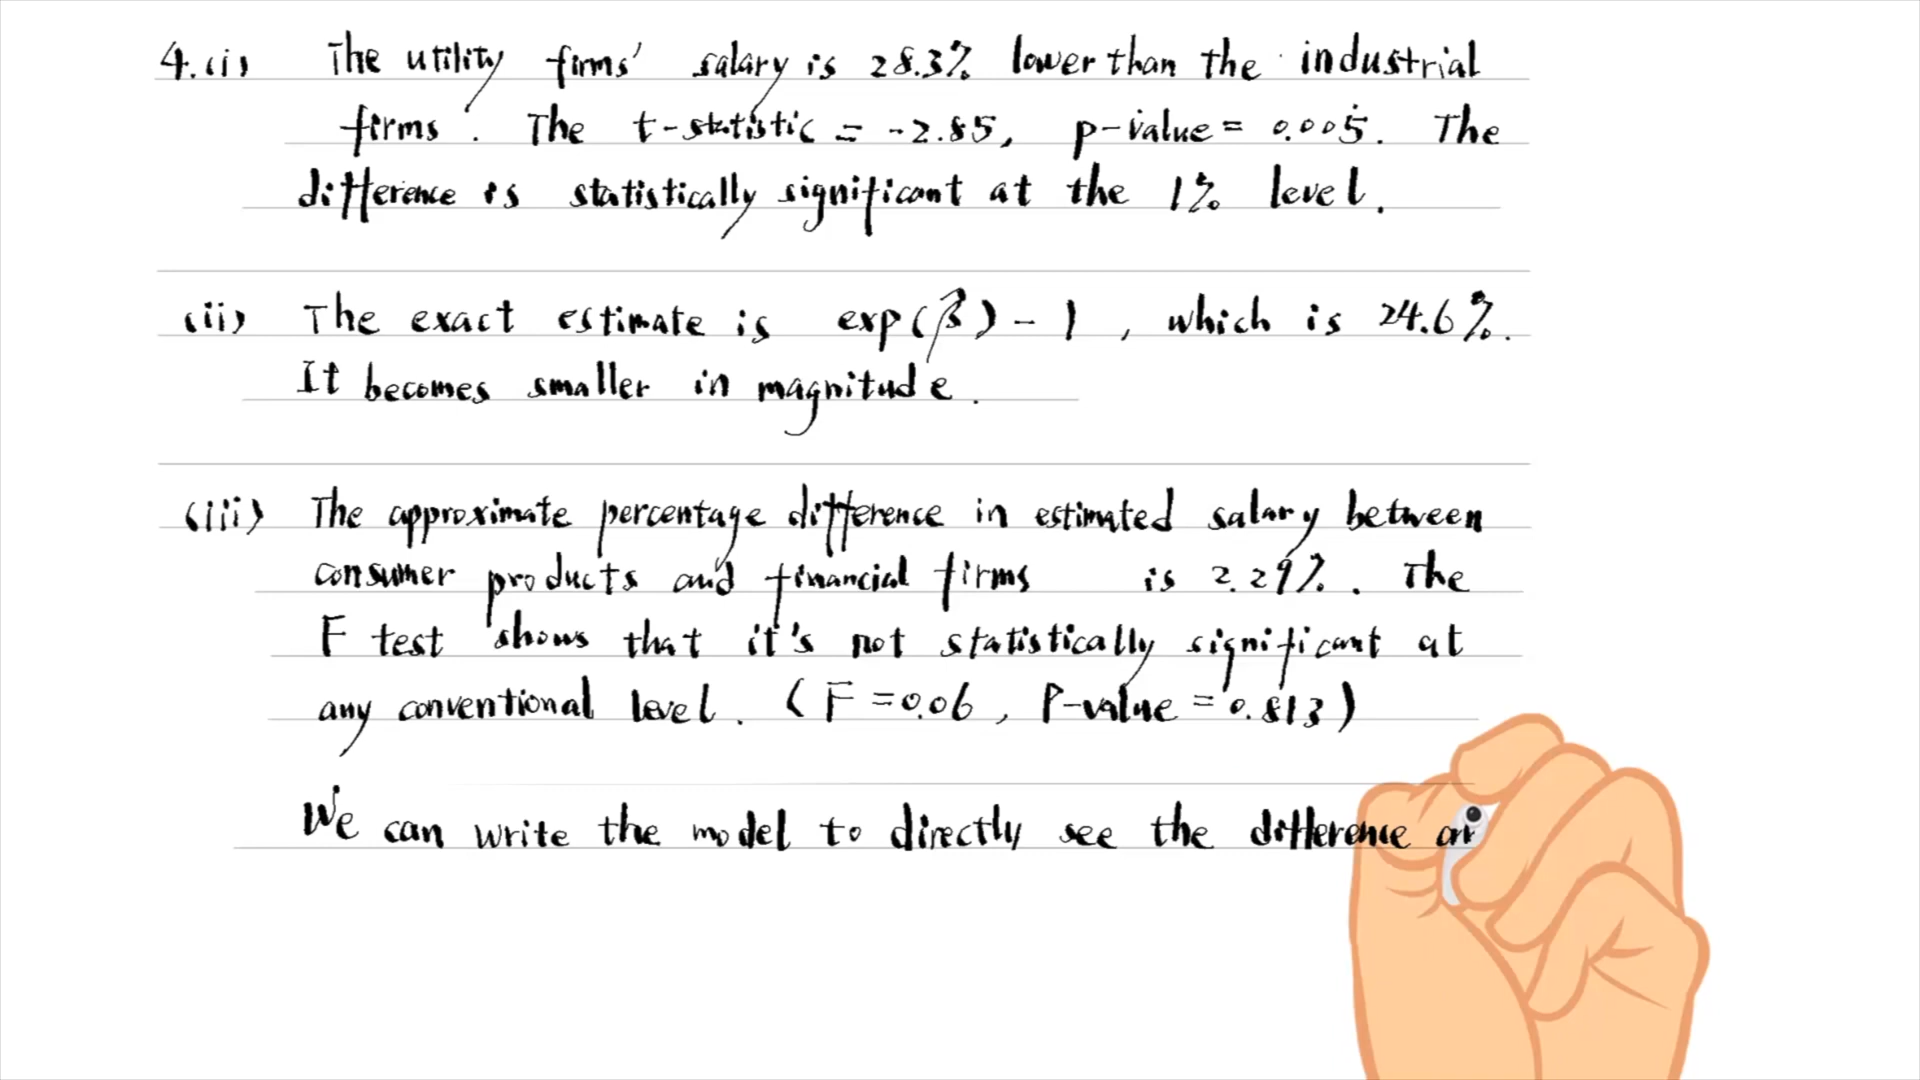 4.(i) The utility firms' salary is 28.3% lower than the industrial
firms'. The t-statistic = -2.85, p-value = 0.005. The
difference is statistically significant at the 1% level.
(ii) The exact estimate is exp(β) - 1, which is 24.6%.
It becomes smaller in magnitude.
(iii) The approximate percentage difference in estimated salary between
consumer products and financial firms is 2.29%. The
F test shows that it's not statistically significant at
any conventional level. (F = 0.06, P-value = 0.813)
We can write the model to directly see the difference